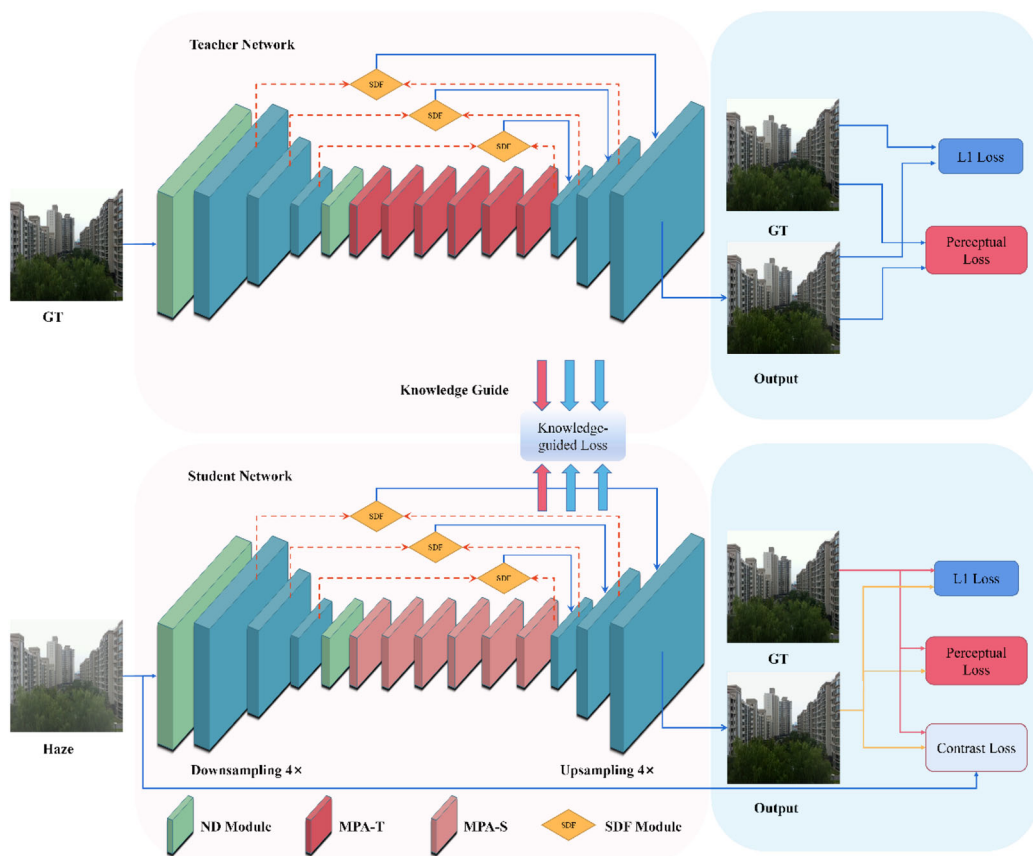 Teacher Network
SDF
SDF
SDF
GT
GT
Output
L1 Loss
Perceptual
Loss
Knowledge Guide
Knowledge-
guided Loss
Student Network
SDF
SDF
SDF
Haze
Downsampling 4×
Upsampling 4×
GT
Output
L1 Loss
Perceptual
Loss
Contrast Loss
ND Module
MPA-T
MPA-S
SDF
SDF Module